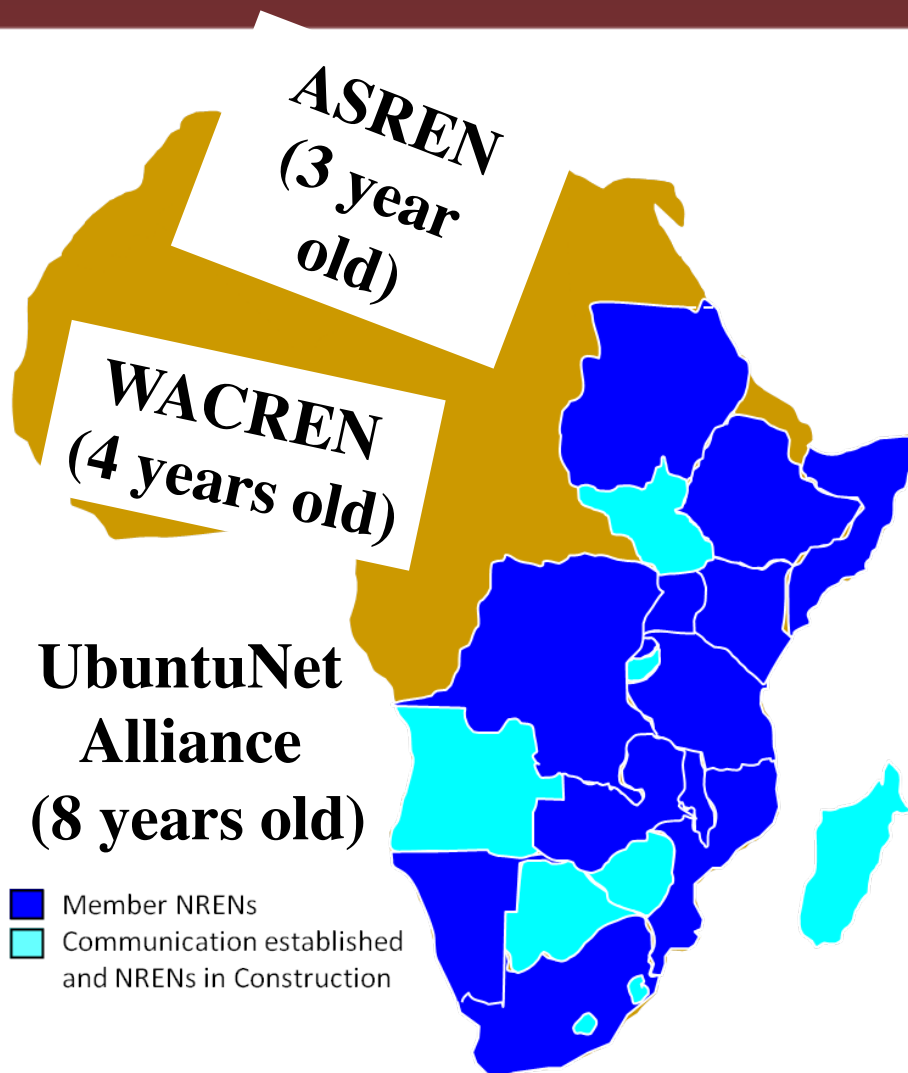 ASREN
(3 year
old)
WACREN
(4 years old)
UbuntuNet
Alliance
(8 years old)
Member NRENs
Communication established
and NRENs in Construction